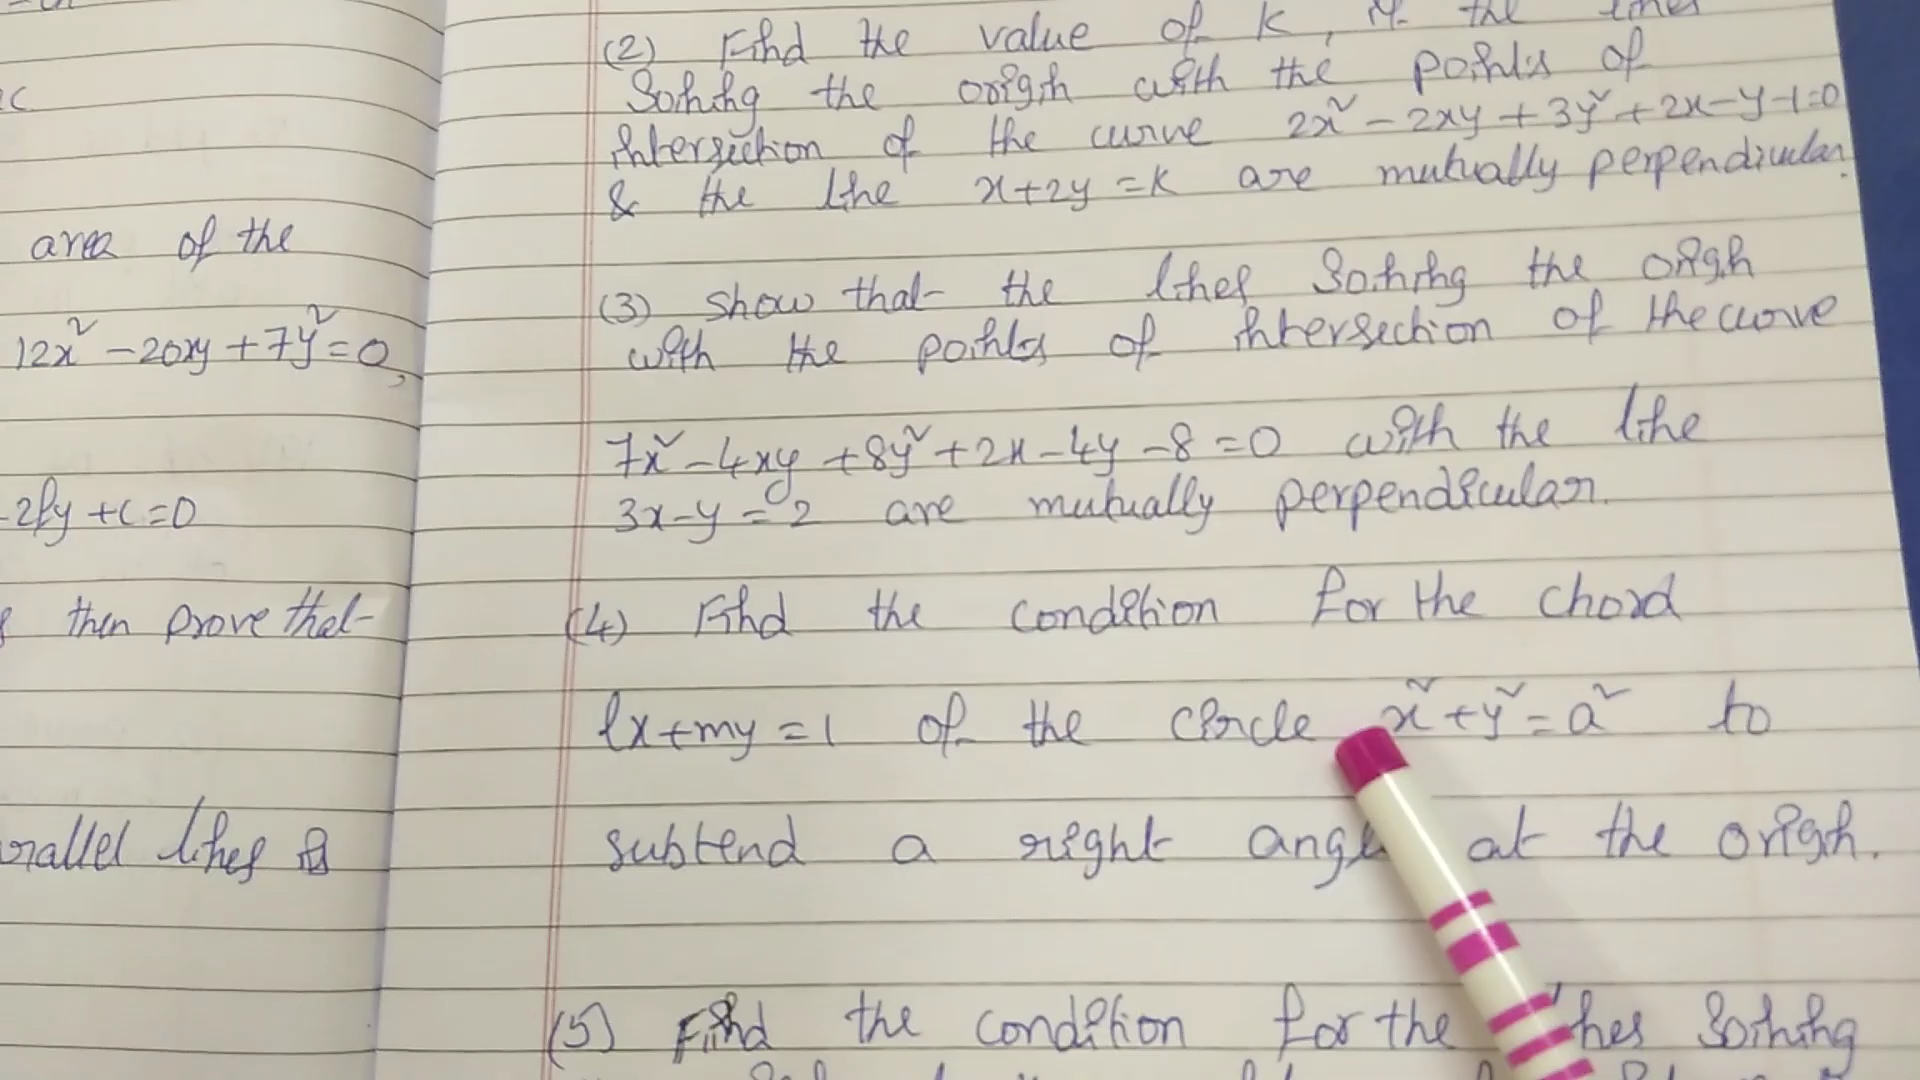 area of the
12x² - 20xy + 7y² = 0,
2fy + c = 0
then prove that
rallel lines is
(2) Find the value of k, if the lines
Joining the origin with the points of
intersection of the curve 2x² - 2xy + 3y² + 2x - y - 1 = 0
& the line x + 2y = k are mutually perpendicular.
(3) show that the lines Joining the origin
with the points of intersection of the curve
7x² - 4xy + 8y² + 2x - 4y - 8 = 0 with the line
3x - y = 2 are mutually perpendicular.
(4) Find the condition for the chord
lx + my = 1 of the circle x² + y² = a² to
subtend a right angle at the origin.
(5) Find the condition for the lines Joining